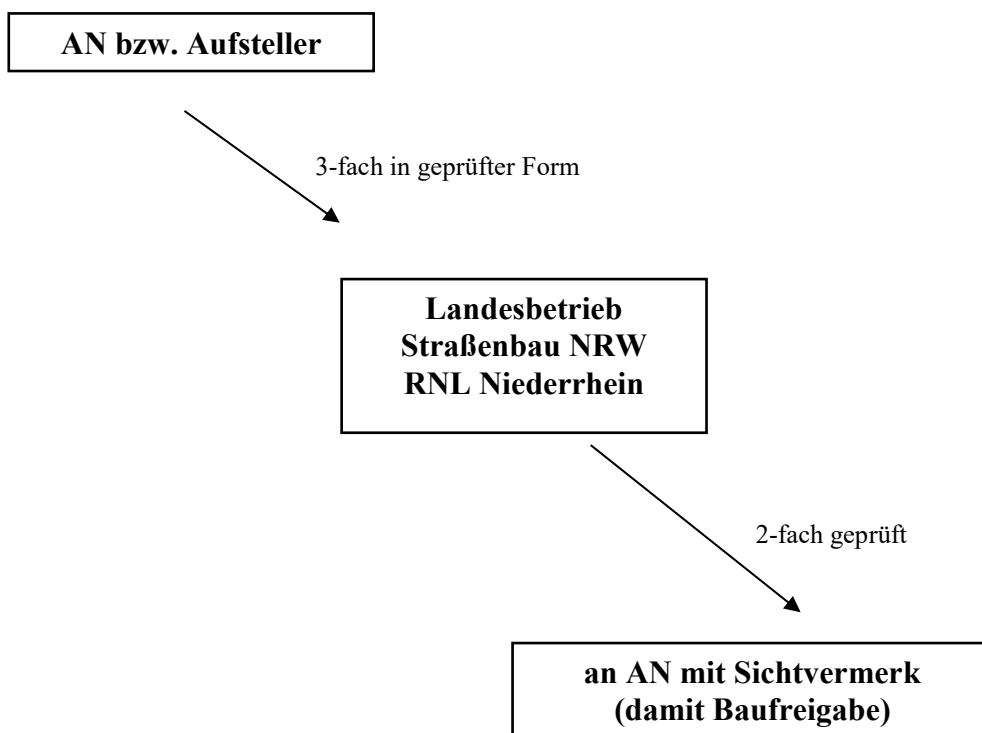 AN bzw. Aufsteller
3-fach in geprüfter Form
Landesbetrieb
Straßenbau NRW
RNL Niederrhein
2-fach geprüft
an AN mit Sichtvermerk
(damit Baufreigabe)